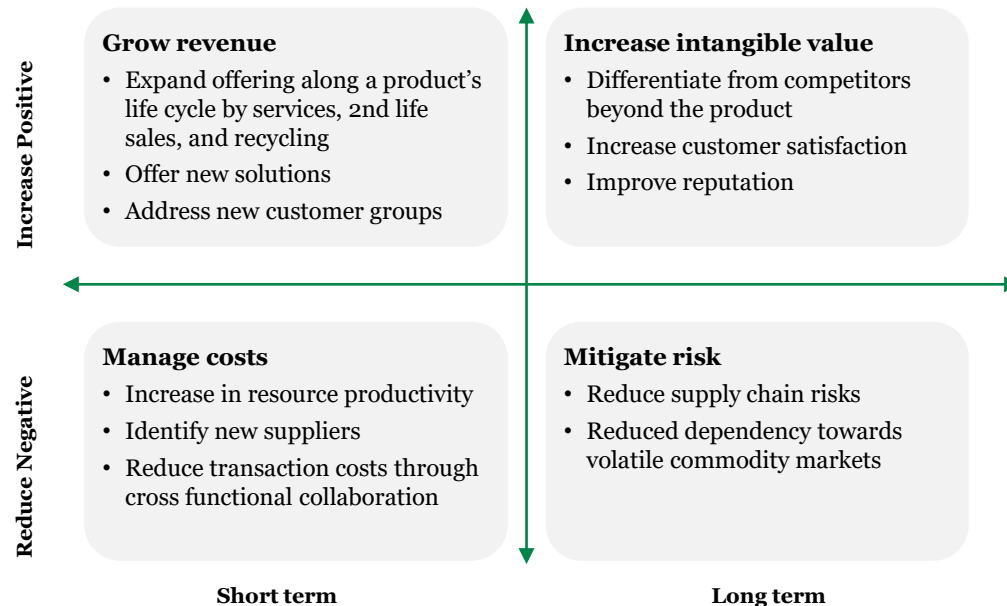 Increase Positive
Grow revenue
• Expand offering along a product's
life cycle by services, 2nd life
sales, and recycling
• Offer new solutions
• Address new customer groups
Increase intangible value
• Differentiate from competitors
beyond the product
• Increase customer satisfaction
• Improve reputation
Reduce Negative
Manage costs
• Increase in resource productivity
• Identify new suppliers
• Reduce transaction costs through
cross functional collaboration
Mitigate risk
• Reduce supply chain risks
• Reduced dependency towards
volatile commodity markets
Short term
Long term